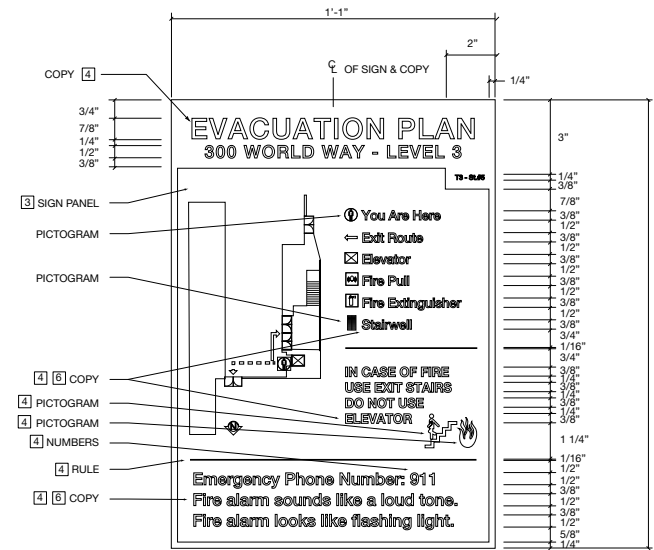 1'-1"
2"
℄ OF SIGN & COPY
1/4"
COPY 4
3/4"
7/8"
1/4"
1/2"
3/8"
EVACUATION PLAN
300 WORLD WAY - LEVEL 3
T3 - St.#5
3 SIGN PANEL
PICTOGRAM
PICTOGRAM
4 6 COPY
4 PICTOGRAM
4 PICTOGRAM
4 NUMBERS
4 RULE
4 6 COPY
You Are Here
Exit Route
Elevator
Fire Pull
Fire Extinguisher
Stairwell
IN CASE OF FIRE
USE EXIT STAIRS
DO NOT USE
ELEVATOR
N
Emergency Phone Number: 911
Fire alarm sounds like a loud tone.
Fire alarm looks like flashing light.
3"
1/4"
3/8"
7/8"
3/8"
1/2"
3/8"
1/2"
3/8"
1/2"
3/8"
1/2"
3/8"
1/2"
3/8"
3/4"
1/16"
3/4"
3/8"
1/4"
3/8"
1/4"
3/8"
1/4"
3/8"
1 1/4"
1/16"
1/2"
1/2"
3/8"
1/2"
3/8"
1/2"
5/8"
1/4"